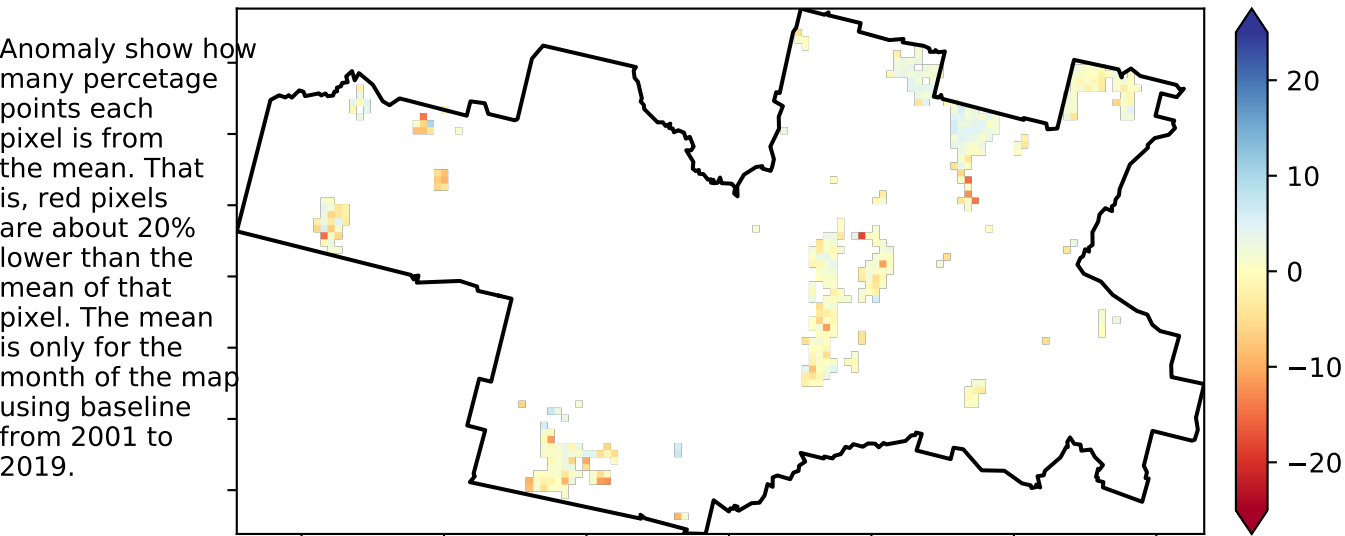 Anomaly show how
many percetage
points each
pixel is from
the mean. That
is, red pixels
are about 20%
lower than the
mean of that
pixel. The mean
is only for the
month of the map
using baseline
from 2001 to
2019.
20
10
0
−10
−20